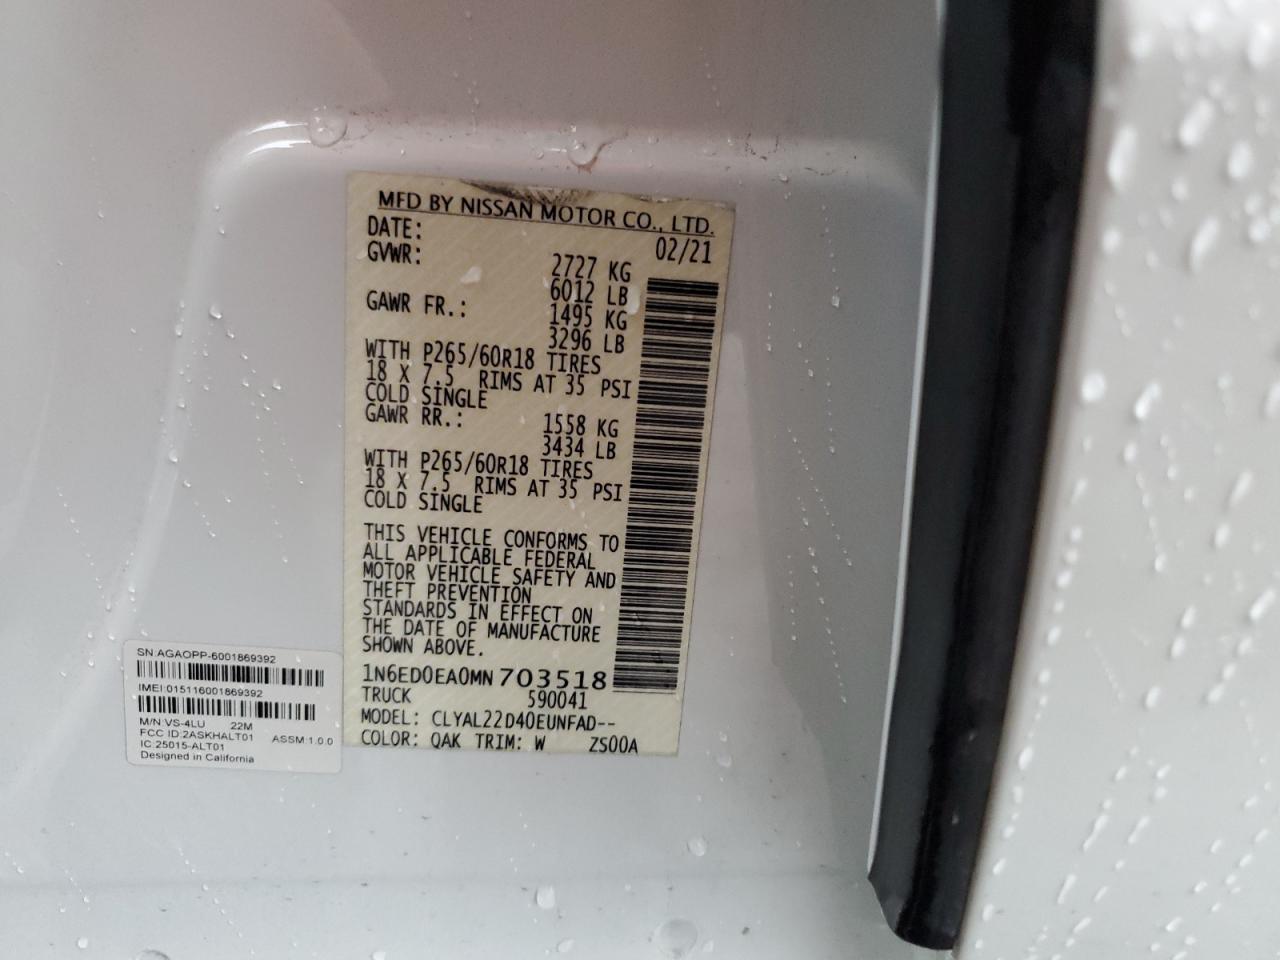 MFD BY NISSAN MOTOR CO., LTD.
DATE: 02/21
GVWR: 2727 KG
6012 LB
GAWR FR.: 1495 KG
3296 LB
WITH P265/60R18 TIRES
18 X 7.5 RIMS AT 35 PSI
COLD SINGLE
GAWR RR.: 1558 KG
3434 LB
WITH P265/60R18 TIRES
18 X 7.5 RIMS AT 35 PSI
COLD SINGLE
THIS VEHICLE CONFORMS TO
ALL APPLICABLE FEDERAL
MOTOR VEHICLE SAFETY AND
THEFT PREVENTION
STANDARDS IN EFFECT ON
THE DATE OF MANUFACTURE
SHOWN ABOVE.
1N6ED0EA0MN703518
TRUCK 590041
MODEL: CLYAL22D40EUNFAD--
COLOR: QAK TRIM: W ZS00A
SN:AGAOPP-6001869392
IMEI:015116001869392
M/N:VS-4LU 22M
FCC ID:2ASKHALT01 ASSM:1.0.0
IC:25015-ALT01
Designed in California